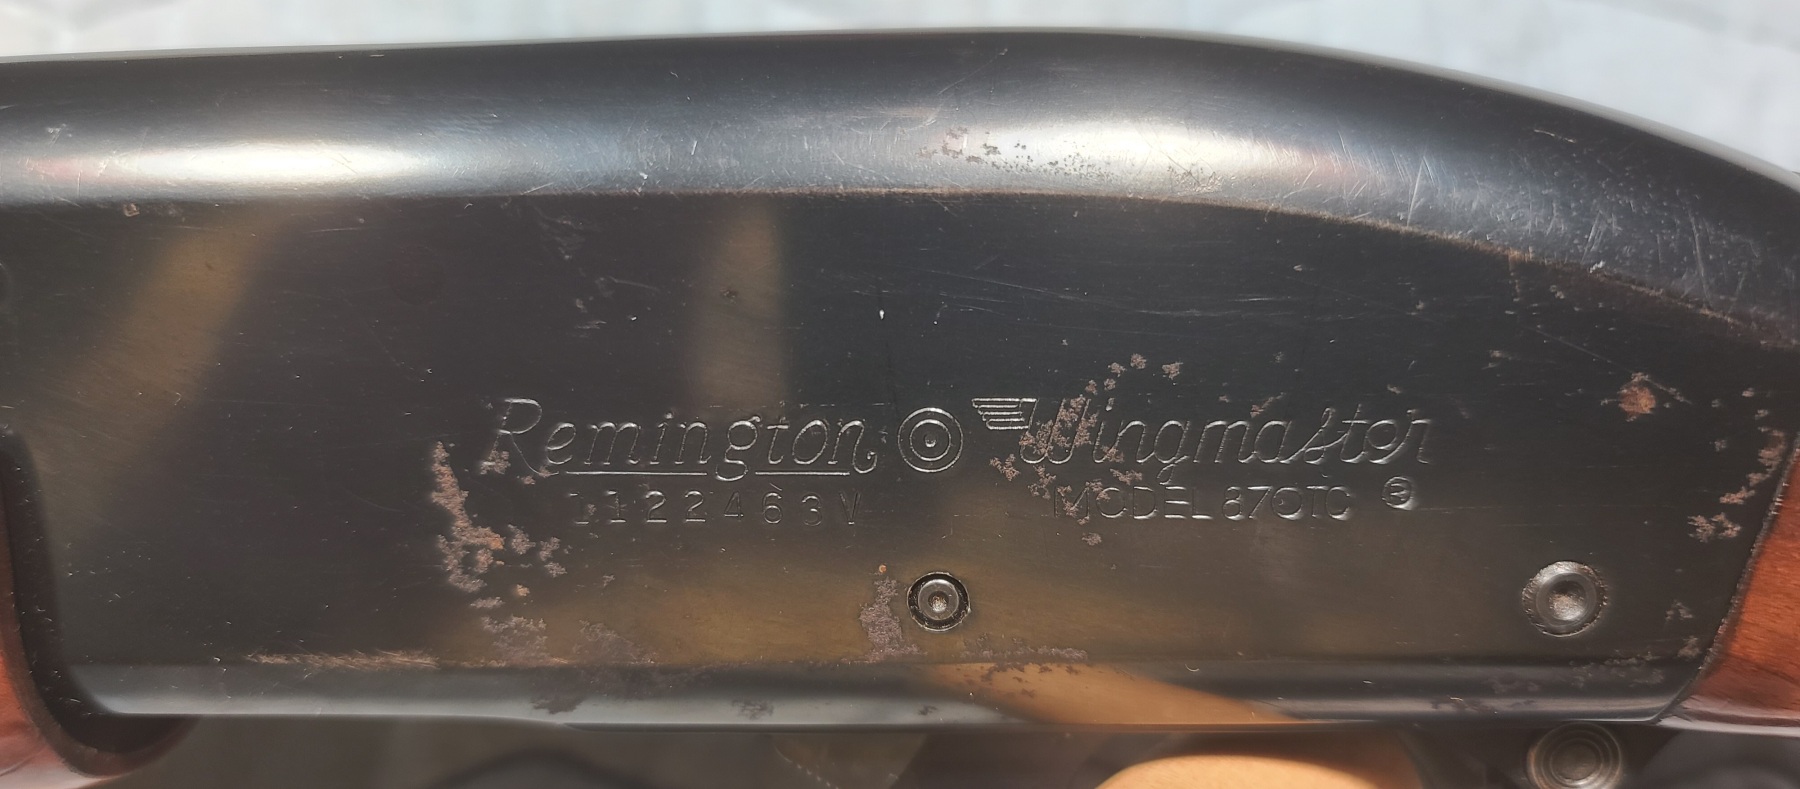 Remington Wingmaster
1122463V MODEL 870TC R